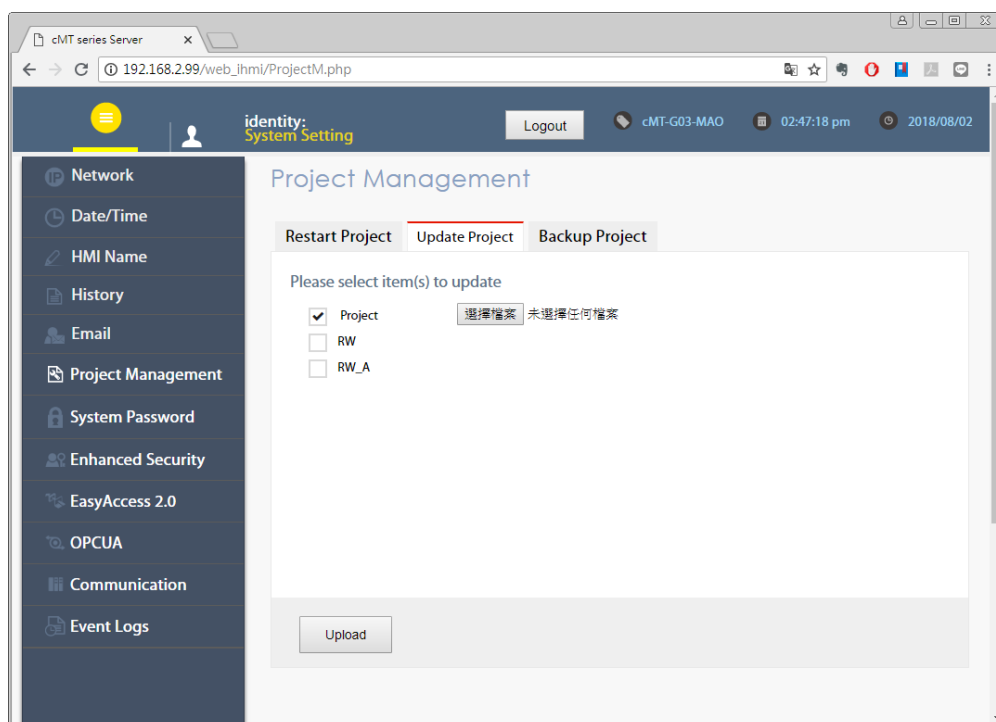 cMT series Server
192.168.2.99/web_ihmi/ProjectM.php
identity:
System Setting
Logout
cMT-G03-MAO
02:47:18 pm
2018/08/02
Network
Date/Time
HMI Name
History
Email
Project Management
System Password
Enhanced Security
EasyAccess 2.0
OPCUA
Communication
Event Logs
Project Management
Restart Project
Update Project
Backup Project
Please select item(s) to update
Project
選擇檔案 未選擇任何檔案
RW
RW_A
Upload